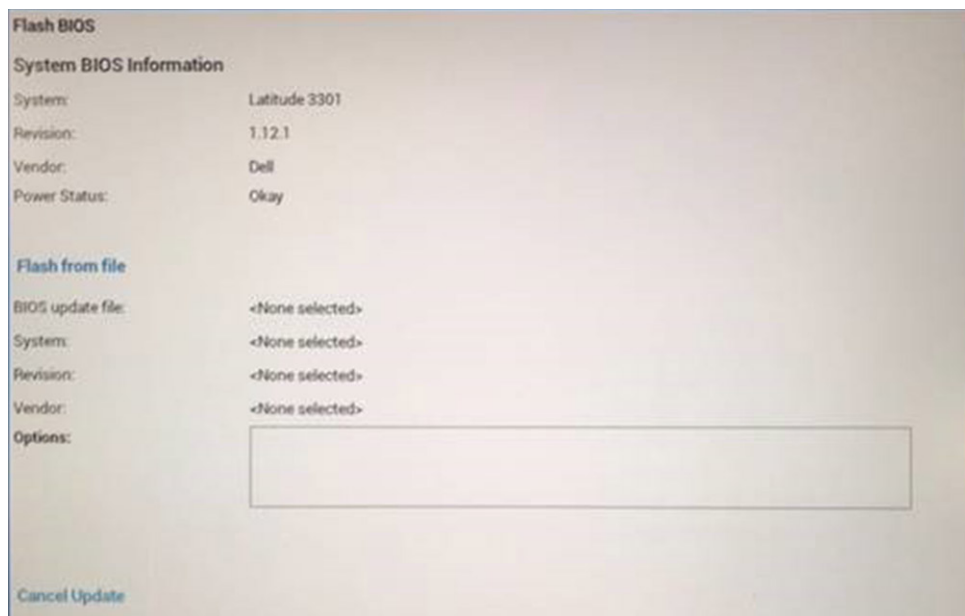 Flash BIOS
System BIOS Information
System: Latitude 3301
Revision: 1.12.1
Vendor: Dell
Power Status: Okay
Flash from file
BIOS update file: <None selected>
System: <None selected>
Revision: <None selected>
Vendor: <None selected>
Options:
Cancel Update